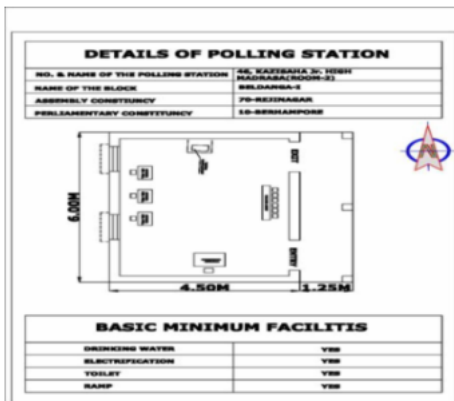 DETAILS OF POLLING STATION
NO. & NAME OF THE POLLING STATION 46, KAZISAHA Jr. HIGH MADRASA(ROOM-2)
NAME OF THE BLOCK BELDANGA-I
ASSEMBLY CONSTIUNCY 70-REJINAGAR
PERLIAMENTARY CONSTITUNCY 10-BERHAMPORE
EXIT
6.00M
ENTRY
4.50M 1.25M
N
BASIC MINIMUM FACILITIS
DRINKING WATER YES
ELECTRIFICATION YES
TOILET YES
RAMP YES